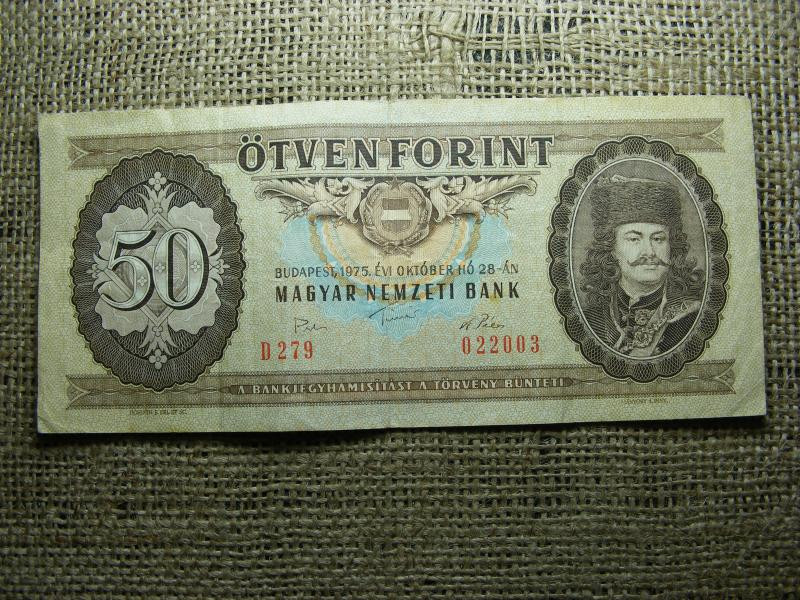 ÖTVEN FORINT
50
BUDAPEST, 1975. ÉVI OKTÓBER HÓ 28-ÁN
MAGYAR NEMZETI BANK
D 279 022003
A BANKJEGYHAMISÍTÁST A TÖRVÉNY BÜNTETI